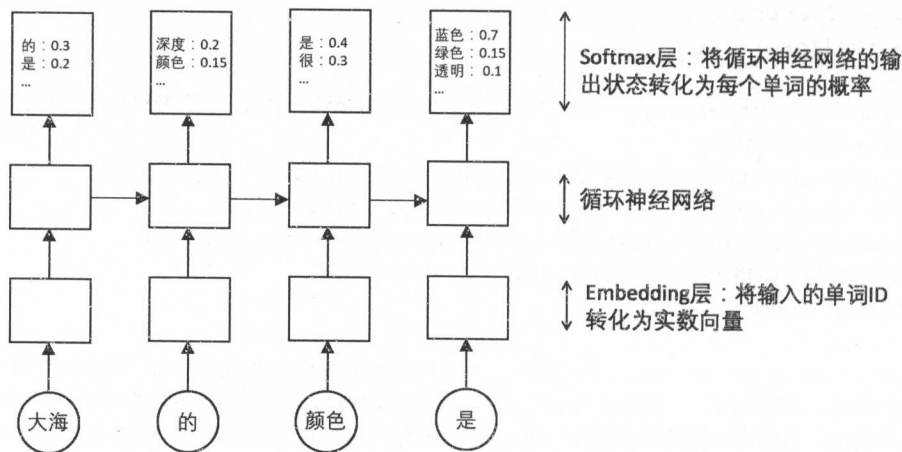 的：0.3
是：0.2
...
深度：0.2
颜色：0.15
...
是：0.4
很：0.3
...
蓝色：0.7
绿色：0.15
透明：0.1
...
Softmax层：将循环神经网络的输
出状态转化为每个单词的概率
循环神经网络
Embedding层：将输入的单词ID
转化为实数向量
大海
的
颜色
是